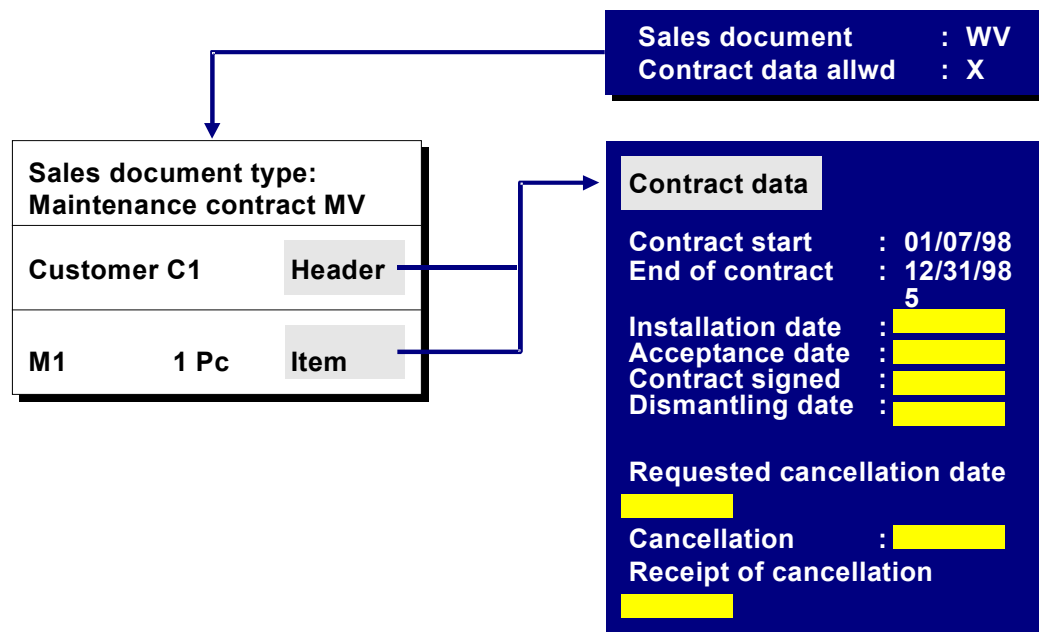 Sales document : WV
Contract data allwd : X
Sales document type:
Maintenance contract MV
Customer C1 Header
M1 1 Pc Item
Contract data
Contract start : 01/07/98
End of contract : 12/31/98
5
Installation date :
Acceptance date :
Contract signed :
Dismantling date :
Requested cancellation date
Cancellation :
Receipt of cancellation